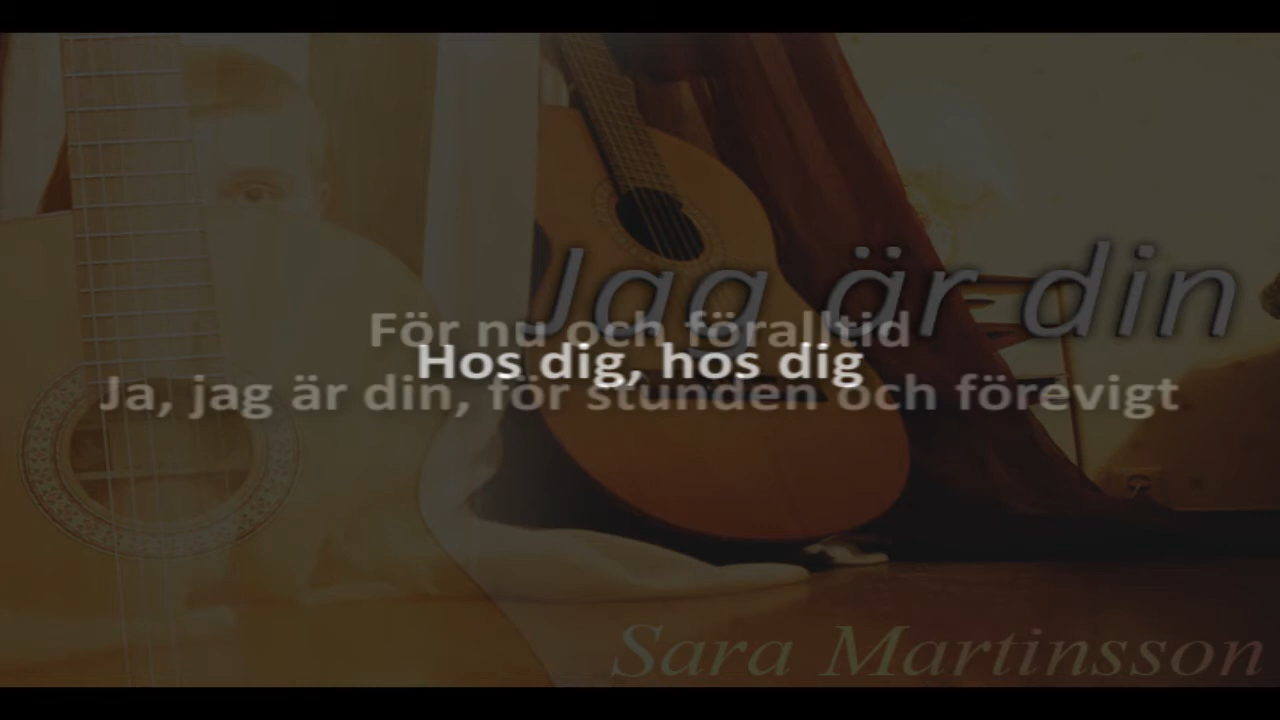 Jag är din
För nu och föralltid
Hos dig, hos dig
Ja, jag är din, för stunden och förevigt
Sara Martinsson